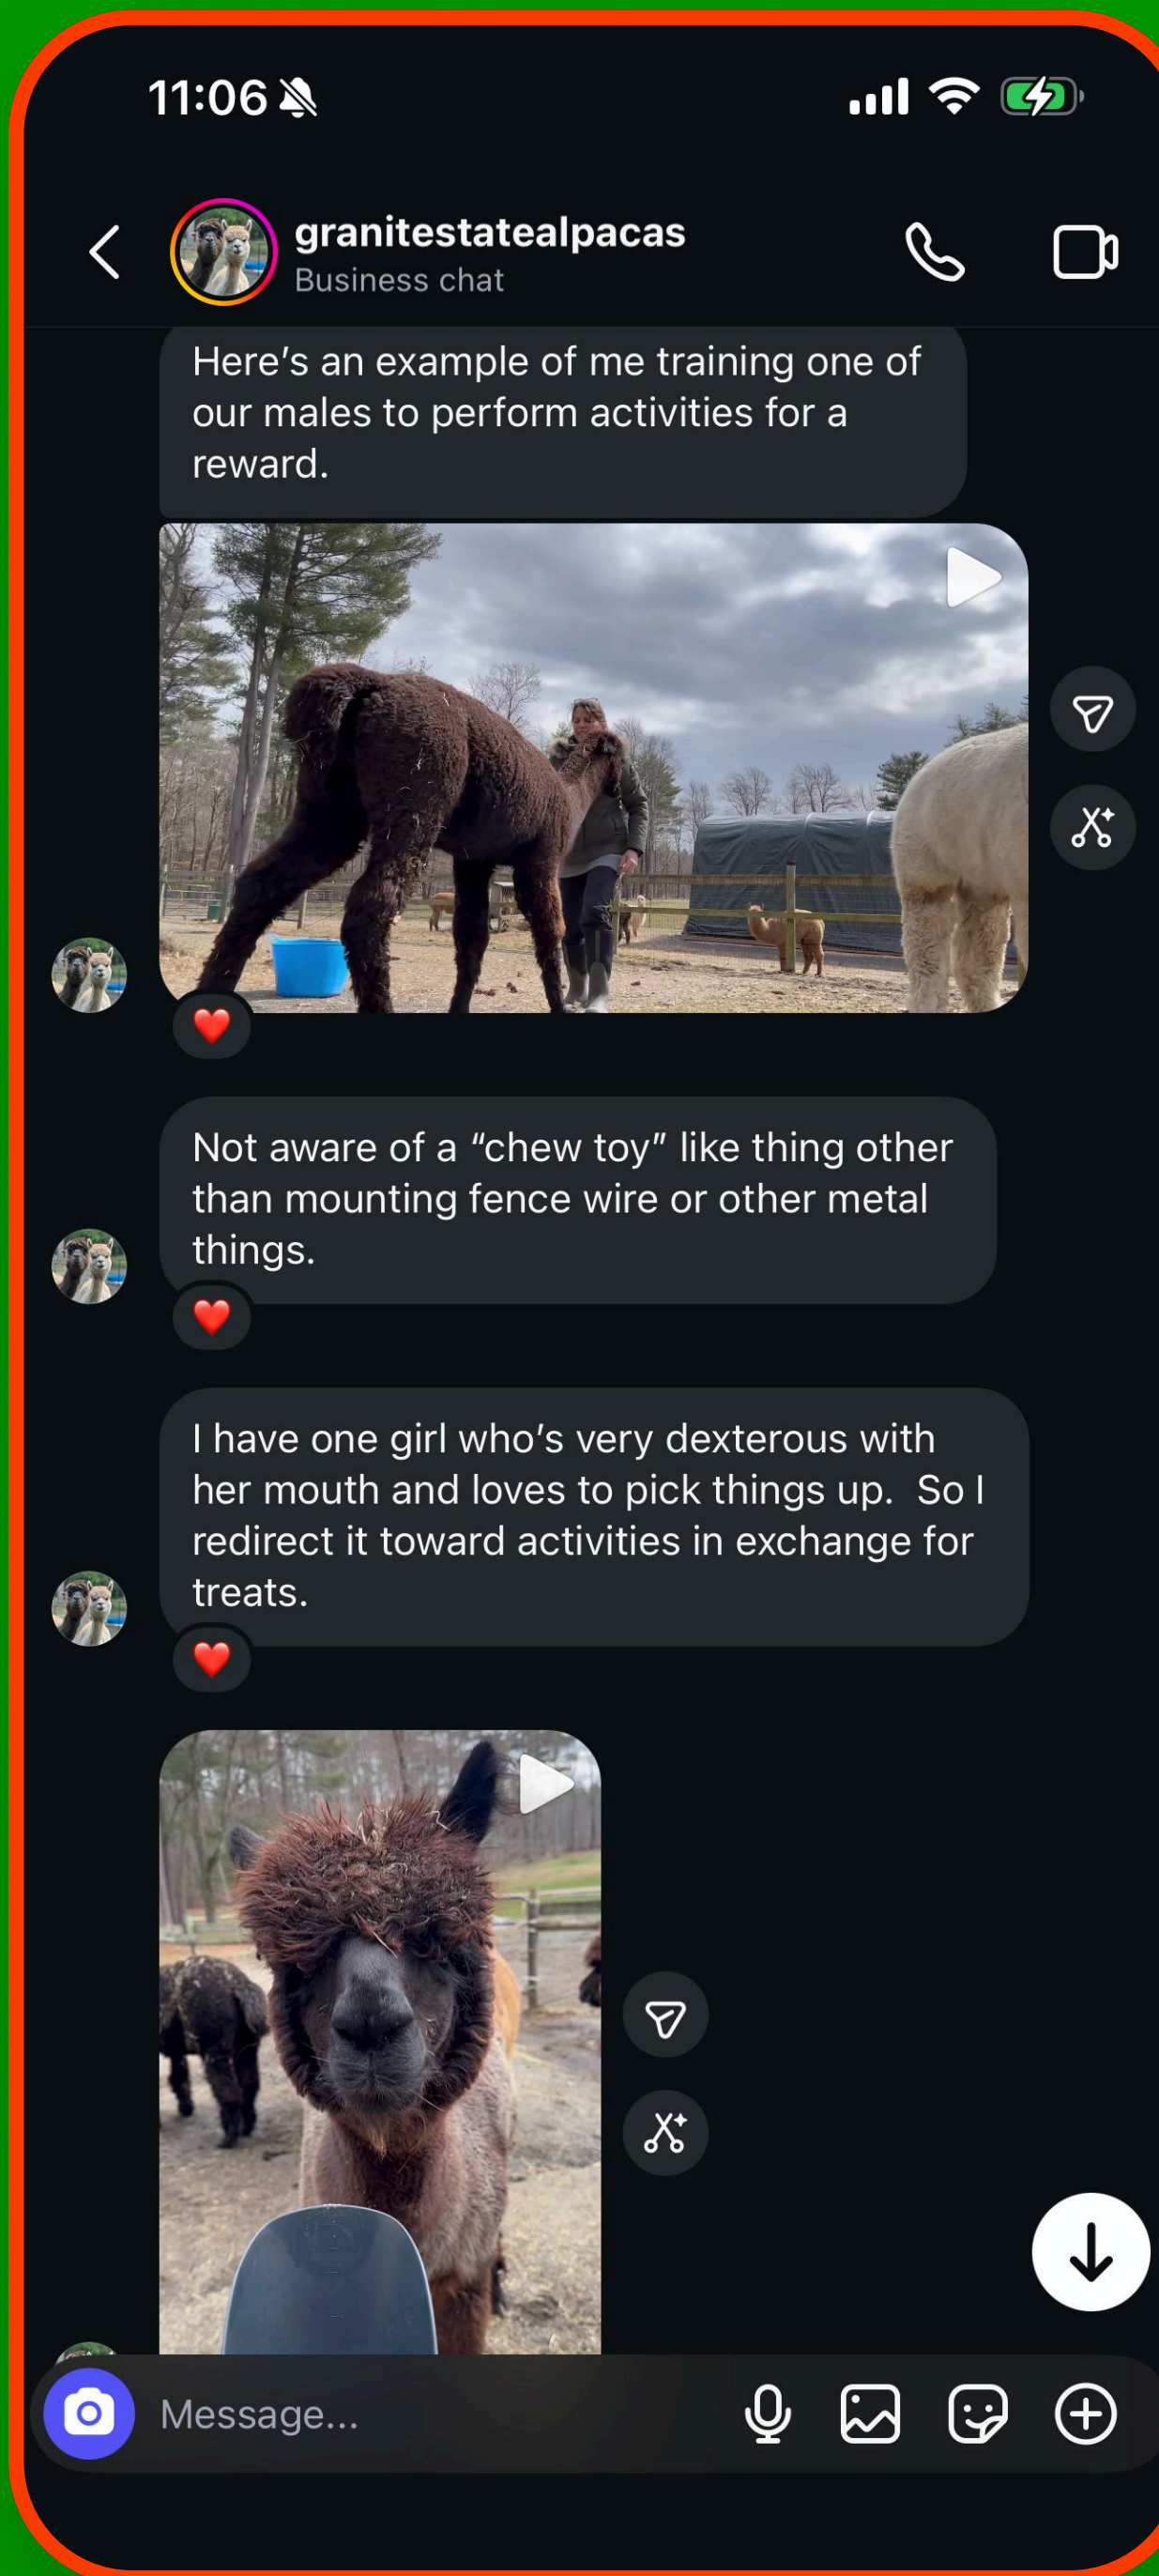 11:06
granitestatealpacas
Business chat
Here’s an example of me training one of
our males to perform activities for a
reward.
Not aware of a “chew toy” like thing other
than mounting fence wire or other metal
things.
I have one girl who’s very dexterous with
her mouth and loves to pick things up.  So I
redirect it toward activities in exchange for
treats.
Message...